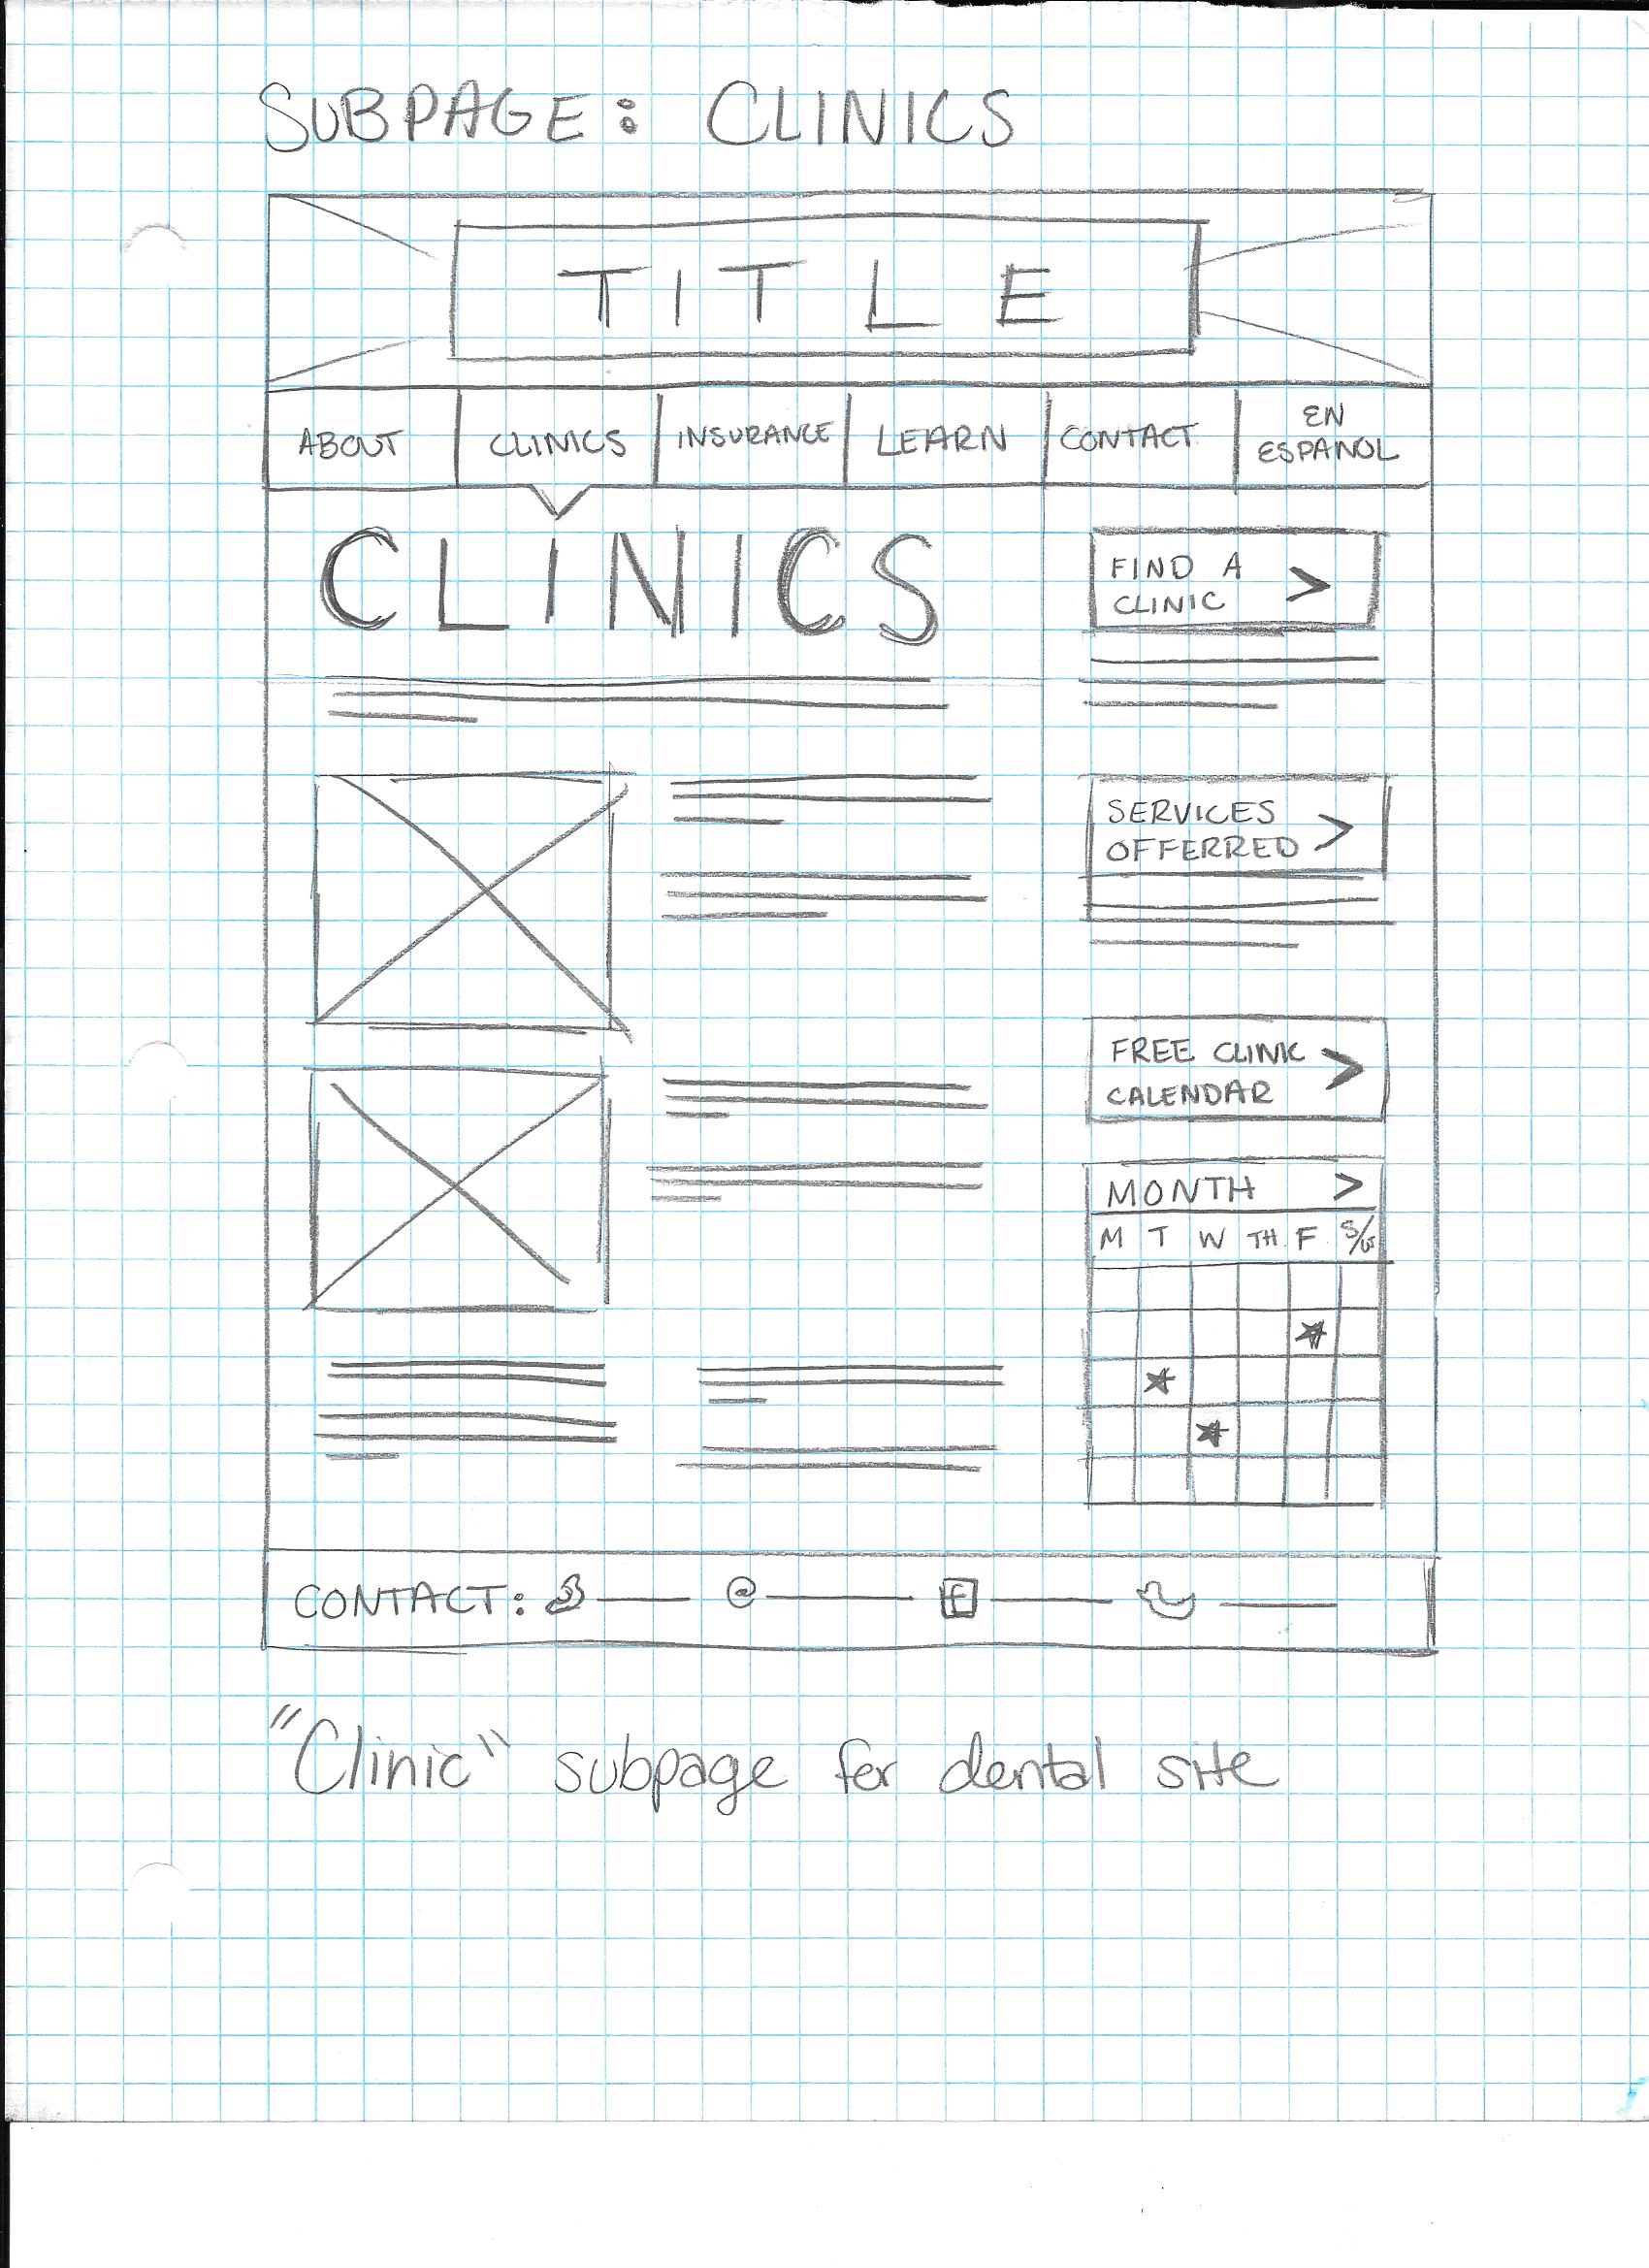 SUBPAGE: CLINICS
TITLE
ABOUT
CLINICS
INSURANCE
LEARN
CONTACT
EN
ESPANOL
CLINICS
FIND A
CLINIC >
SERVICES
OFFERRED >
FREE CLINIC
CALENDAR >
MONTH >
M T W TH F S/W
CONTACT: @
"Clinic" subpage for dental site